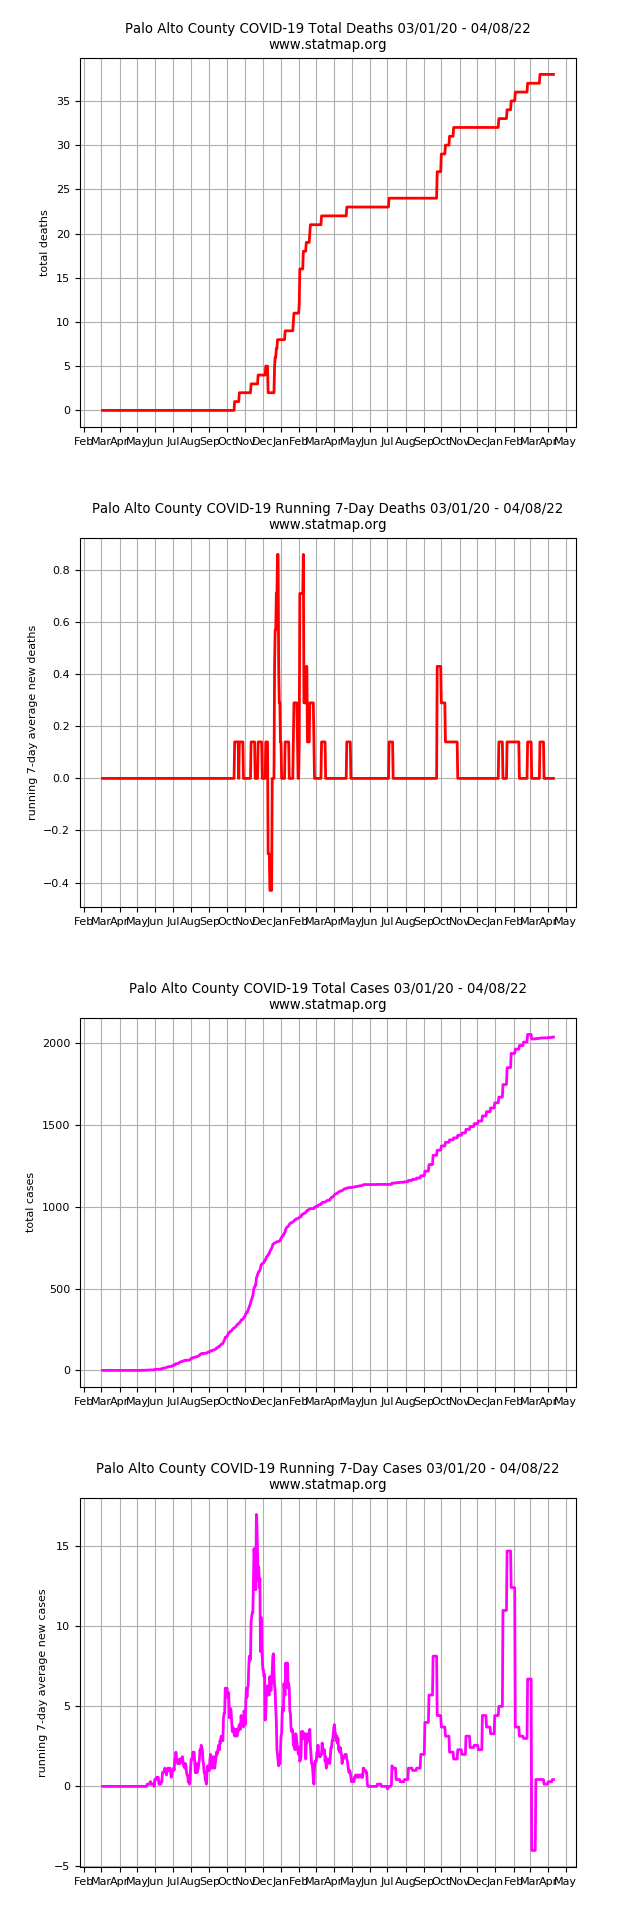 Palo Alto County COVID-19 Total Deaths 03/01/20 - 04/08/22
www.statmap.org
35
30
25
20
15
10
5
0
total deaths
Feb Mar Apr May Jun Jul Aug Sep Oct Nov Dec Jan Feb Mar Apr May Jun Jul Aug Sep Oct Nov Dec Jan Feb Mar Apr May
Palo Alto County COVID-19 Running 7-Day Deaths 03/01/20 - 04/08/22
www.statmap.org
0.8
0.6
0.4
0.2
0.0
−0.2
−0.4
running 7-day average new deaths
Feb Mar Apr May Jun Jul Aug Sep Oct Nov Dec Jan Feb Mar Apr May Jun Jul Aug Sep Oct Nov Dec Jan Feb Mar Apr May
Palo Alto County COVID-19 Total Cases 03/01/20 - 04/08/22
www.statmap.org
2000
1500
1000
500
0
total cases
Feb Mar Apr May Jun Jul Aug Sep Oct Nov Dec Jan Feb Mar Apr May Jun Jul Aug Sep Oct Nov Dec Jan Feb Mar Apr May
Palo Alto County COVID-19 Running 7-Day Cases 03/01/20 - 04/08/22
www.statmap.org
15
10
5
0
−5
running 7-day average new cases
Feb Mar Apr May Jun Jul Aug Sep Oct Nov Dec Jan Feb Mar Apr May Jun Jul Aug Sep Oct Nov Dec Jan Feb Mar Apr May